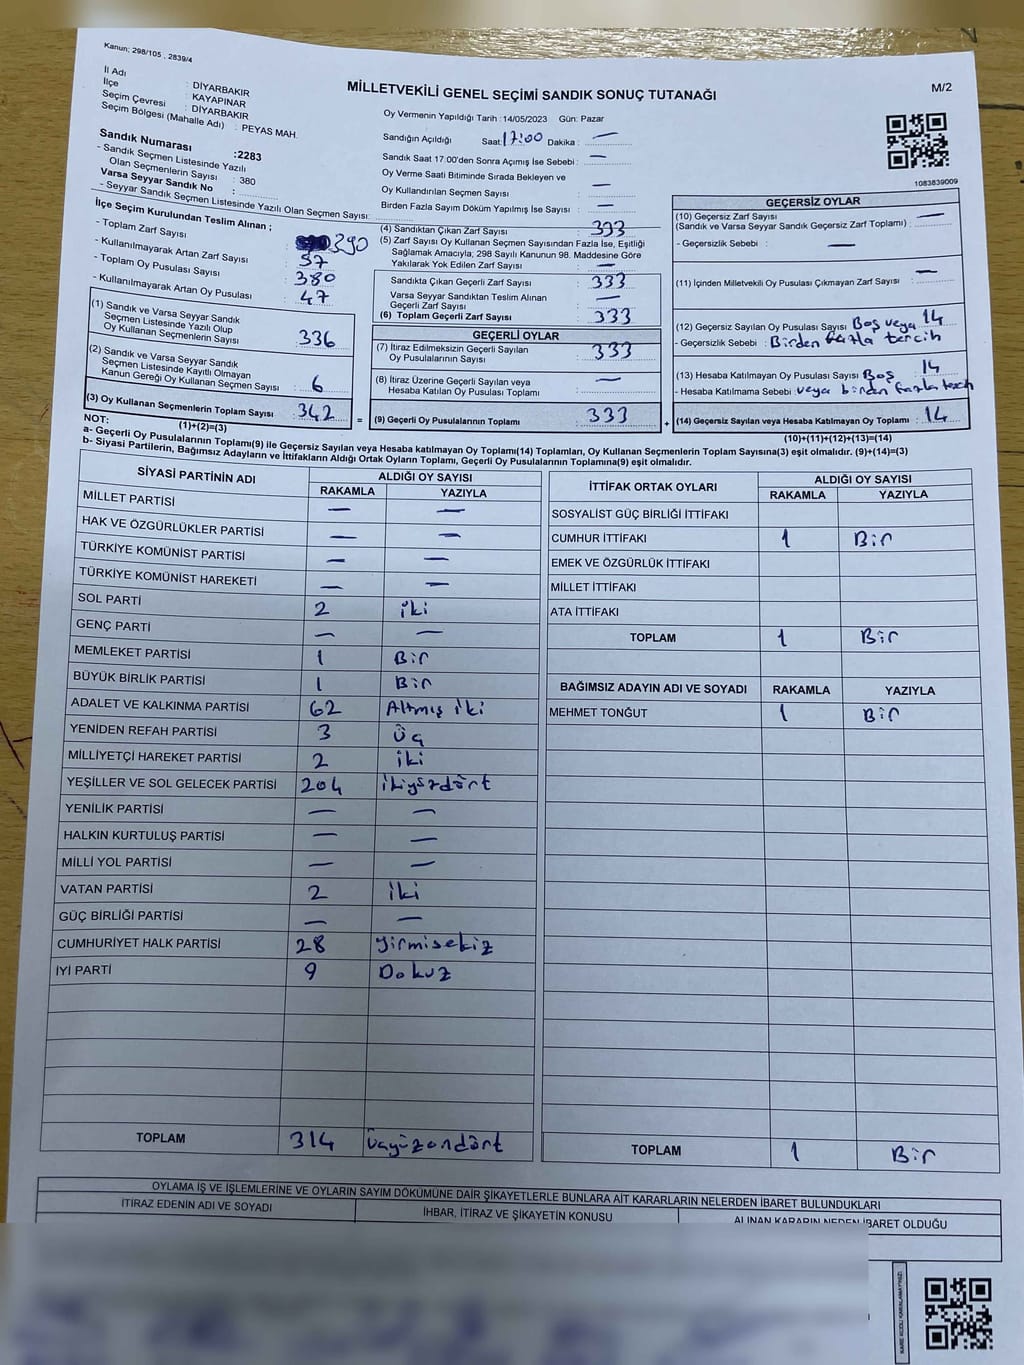 Kanun; 298/105 , 2839/4
MİLLETVEKİLİ GENEL SEÇİMİ SANDIK SONUÇ TUTANAĞI
M/2
İl Adı : DİYARBAKIR
İlçe : KAYAPINAR
Seçim Çevresi : DİYARBAKIR
Seçim Bölgesi (Mahalle Adı) : PEYAS MAH.
Sandık Numarası :2283
- Sandık Seçmen Listesinde Yazılı
Olan Seçmenlerin Sayısı : 380
Varsa Seyyar Sandık No :
- Seyyar Sandık Seçmen Listesinde Yazılı Olan Seçmen Sayısı:
Oy Vermenin Yapıldığı Tarih : 14/05/2023 Gün: Pazar
Sandığın Açıldığı Saat: 17:00 Dakika : —
Sandık Saat 17:00'den Sonra Açımış İse Sebebi : —
Oy Verme Saati Bitiminde Sırada Bekleyen ve
Oy Kullandırılan Seçmen Sayısı : —
Birden Fazla Sayım Döküm Yapılmış İse Sayısı : —
1083839009
İlçe Seçim Kurulundan Teslim Alınan ;
- Toplam Zarf Sayısı : 390
- Kullanılmayarak Artan Zarf Sayısı : 57
- Toplam Oy Pusulası Sayısı : 380
- Kullanılmayarak Artan Oy Pusulası : 47
(1) Sandık ve Varsa Seyyar Sandık
Seçmen Listesinde Yazılı Olup
Oy Kullanan Seçmenlerin Sayısı : 336
(2) Sandık ve Varsa Seyyar Sandık
Seçmen Listesinde Kayıtlı Olmayan
Kanun Gereği Oy Kullanan Seçmen Sayısı : 6
(3) Oy Kullanan Seçmenlerin Toplam Sayısı : 342 =
(1)+(2)=(3)
(4) Sandıktan Çıkan Zarf Sayısı : 333
(5) Zarf Sayısı Oy Kullanan Seçmen Sayısından Fazla İse, Eşitliği
Sağlamak Amacıyla; 298 Sayılı Kanunun 98. Maddesine Göre
Yakılarak Yok Edilen Zarf Sayısı : —
Sandıkta Çıkan Geçerli Zarf Sayısı : 333
Varsa Seyyar Sandıktan Teslim Alınan
Geçerli Zarf Sayısı : —
(6) Toplam Geçerli Zarf Sayısı : 333
GEÇERLİ OYLAR
(7) İtiraz Edilmeksizin Geçerli Sayılan
Oy Pusulalarının Sayısı : 333
(8) İtiraz Üzerine Geçerli Sayılan veya
Hesaba Katılan Oy Pusulası Toplamı : —
(9) Geçerli Oy Pusulalarının Toplamı : 333 +
GEÇERSİZ OYLAR
(10) Geçersiz Zarf Sayısı
(Sandık ve Varsa Seyyar Sandık Geçersiz Zarf Toplamı) : —
- Geçersizlik Sebebi : —
(11) İçinden Milletvekili Oy Pusulası Çıkmayan Zarf Sayısı : —
(12) Geçersiz Sayılan Oy Pusulası Sayısı Boş veya 14
- Geçersizlik Sebebi : Birden fazla tercih
(13) Hesaba Katılmayan Oy Pusulası Sayısı Boş 14
- Hesaba Katılmama Sebebi : veya birden fazla tercih
(14) Geçersiz Sayılan veya Hesaba Katılmayan Oy Toplamı : 14
(10)+(11)+(12)+(13)=(14)
NOT:
a- Geçerli Oy Pusulalarının Toplamı(9) ile Geçersiz Sayılan veya Hesaba katılmayan Oy Toplamı(14) Toplamları, Oy Kullanan Seçmenlerin Toplam Sayısına(3) eşit olmalıdır. (9)+(14)=(3)
b- Siyasi Partilerin, Bağımsız Adayların ve İttifakların Aldığı Ortak Oyların Toplamı, Geçerli Oy Pusulalarının Toplamına(9) eşit olmalıdır.
SİYASİ PARTİNİN ADI ALDIĞI OY SAYISI
RAKAMLA YAZIYLA
MİLLET PARTİSİ — —
HAK VE ÖZGÜRLÜKLER PARTİSİ — —
TÜRKİYE KOMÜNİST PARTİSİ — —
TÜRKİYE KOMÜNİST HAREKETİ — —
SOL PARTİ 2 iki
GENÇ PARTİ — —
MEMLEKET PARTİSİ 1 Bir
BÜYÜK BİRLİK PARTİSİ 1 Bir
ADALET VE KALKINMA PARTİSİ 62 Altmış iki
YENİDEN REFAH PARTİSİ 3 Üç
MİLLİYETÇİ HAREKET PARTİSİ 2 iki
YEŞİLLER VE SOL GELECEK PARTİSİ 204 ikiyüzdört
YENİLİK PARTİSİ — —
HALKIN KURTULUŞ PARTİSİ — —
MİLLİ YOL PARTİSİ — —
VATAN PARTİSİ 2 iki
GÜÇ BİRLİĞİ PARTİSİ — —
CUMHURİYET HALK PARTİSİ 28 yirmisekiz
İYİ PARTİ 9 Dokuz
TOPLAM 314 üçyüzondört
İTTİFAK ORTAK OYLARI ALDIĞI OY SAYISI
RAKAMLA YAZIYLA
SOSYALİST GÜÇ BİRLİĞİ İTTİFAKI
CUMHUR İTTİFAKI 1 Bir
EMEK VE ÖZGÜRLÜK İTTİFAKI
MİLLET İTTİFAKI
ATA İTTİFAKI
TOPLAM 1 Bir
BAĞIMSIZ ADAYIN ADI VE SOYADI RAKAMLA YAZIYLA
MEHMET TONĞUT 1 Bir
TOPLAM 1 Bir
OYLAMA İŞ VE İŞLEMLERİNE VE OYLARIN SAYIM DÖKÜMÜNE DAİR ŞİKAYETLERLE BUNLARA AİT KARARLARIN NELERDEN İBARET BULUNDUKLARI
İTİRAZ EDENİN ADI VE SOYADI
İHBAR, İTİRAZ VE ŞİKAYETİN KONUSU
ALINAN KARARIN NEDEN İBARET OLDUĞU
KARE KODU KARALAMAYINIZ!